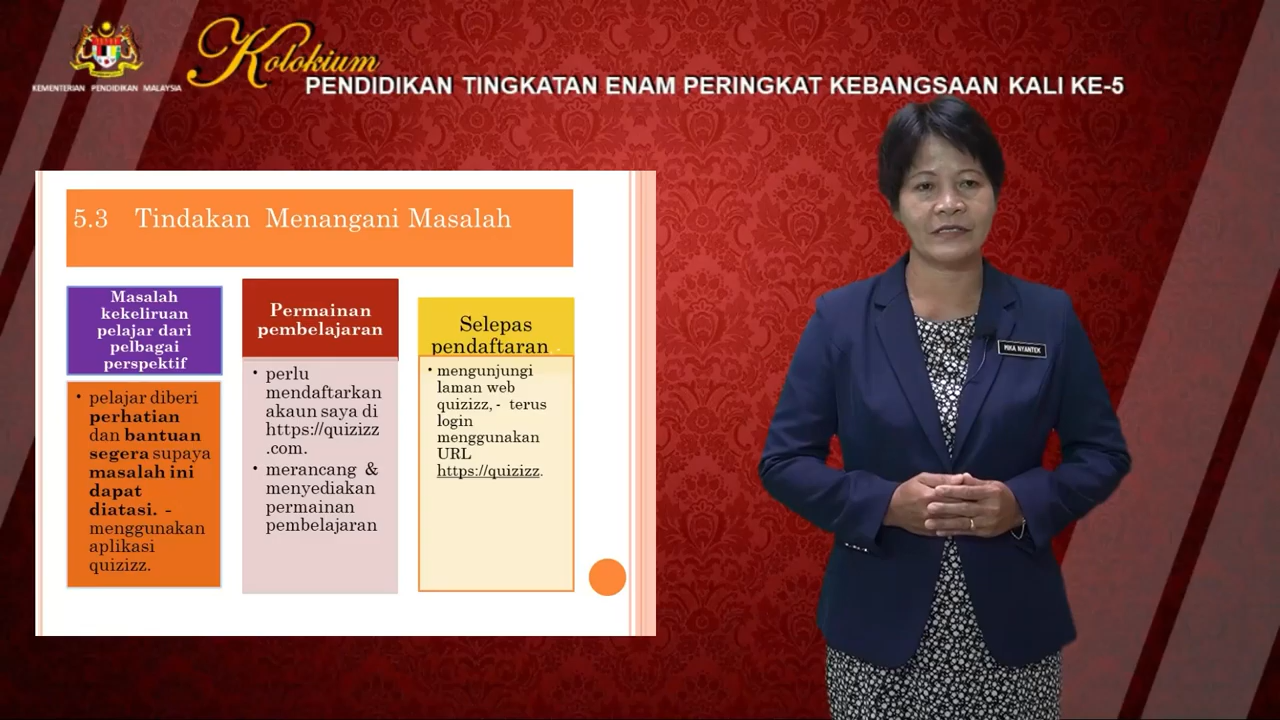 Kolokium
KEMENTERIAN PENDIDIKAN MALAYSIA
PENDIDIKAN TINGKATAN ENAM PERINGKAT KEBANGSAAN KALI KE-5
5.3 Tindakan Menangani Masalah
Masalah
kekeliruan
pelajar dari
pelbagai
perspektif
• pelajar diberi
perhatian
dan bantuan
segera supaya
masalah ini
dapat
diatasi. -
menggunakan
aplikasi
quizizz.
Permainan
pembelajaran
• perlu
mendaftarkan
akaun saya di
https://quizizz
.com.
• merancang &
menyediakan
permainan
pembelajaran
Selepas
pendaftaran -
• mengunjungi
laman web
quizizz, - terus
login
menggunakan
URL
https://quizizz.
MIKA NYANTEK